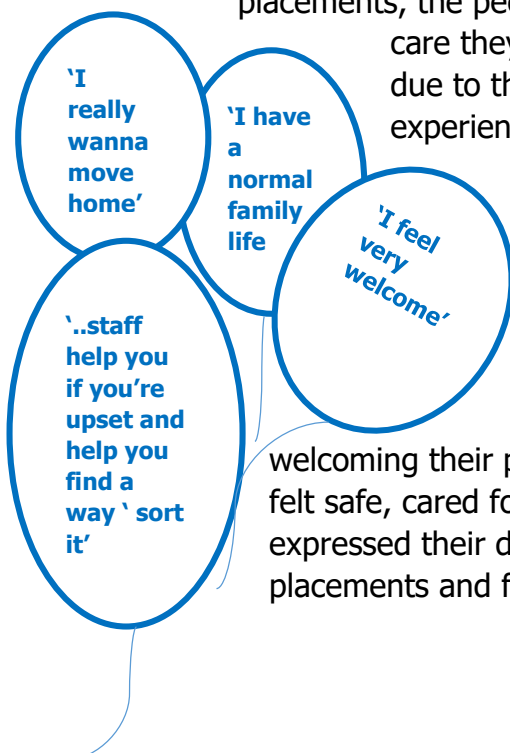 placements, the
care they
due to th
experien
'I
really
wanna
move
home'
'I have
a
normal
family
life
'I feel
very
welcome'
'..staff
help you
if you're
upset and
help you
find a
way ' sort
it'
welcoming their p
felt safe, cared fo
expressed their d
placements and f